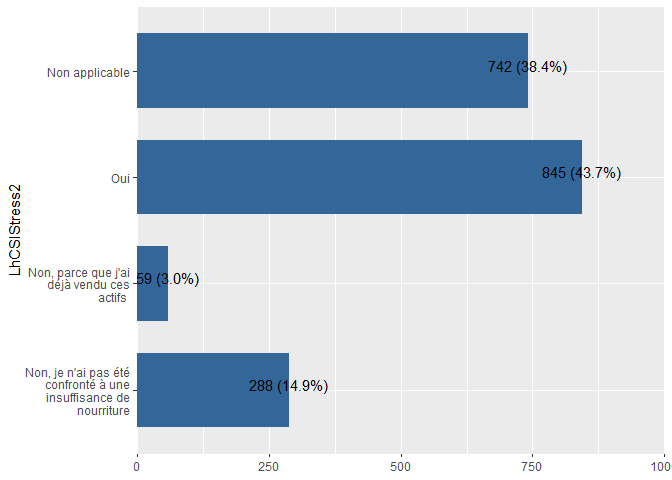 LhCSIStress2
Non applicable
742 (38.4%)
Oui
845 (43.7%)
Non, parce que j'ai
déjà vendu ces
actifs
59 (3.0%)
Non, je n'ai pas été
confronté à une
insuffisance de
nourriture
288 (14.9%)
0
250
500
750